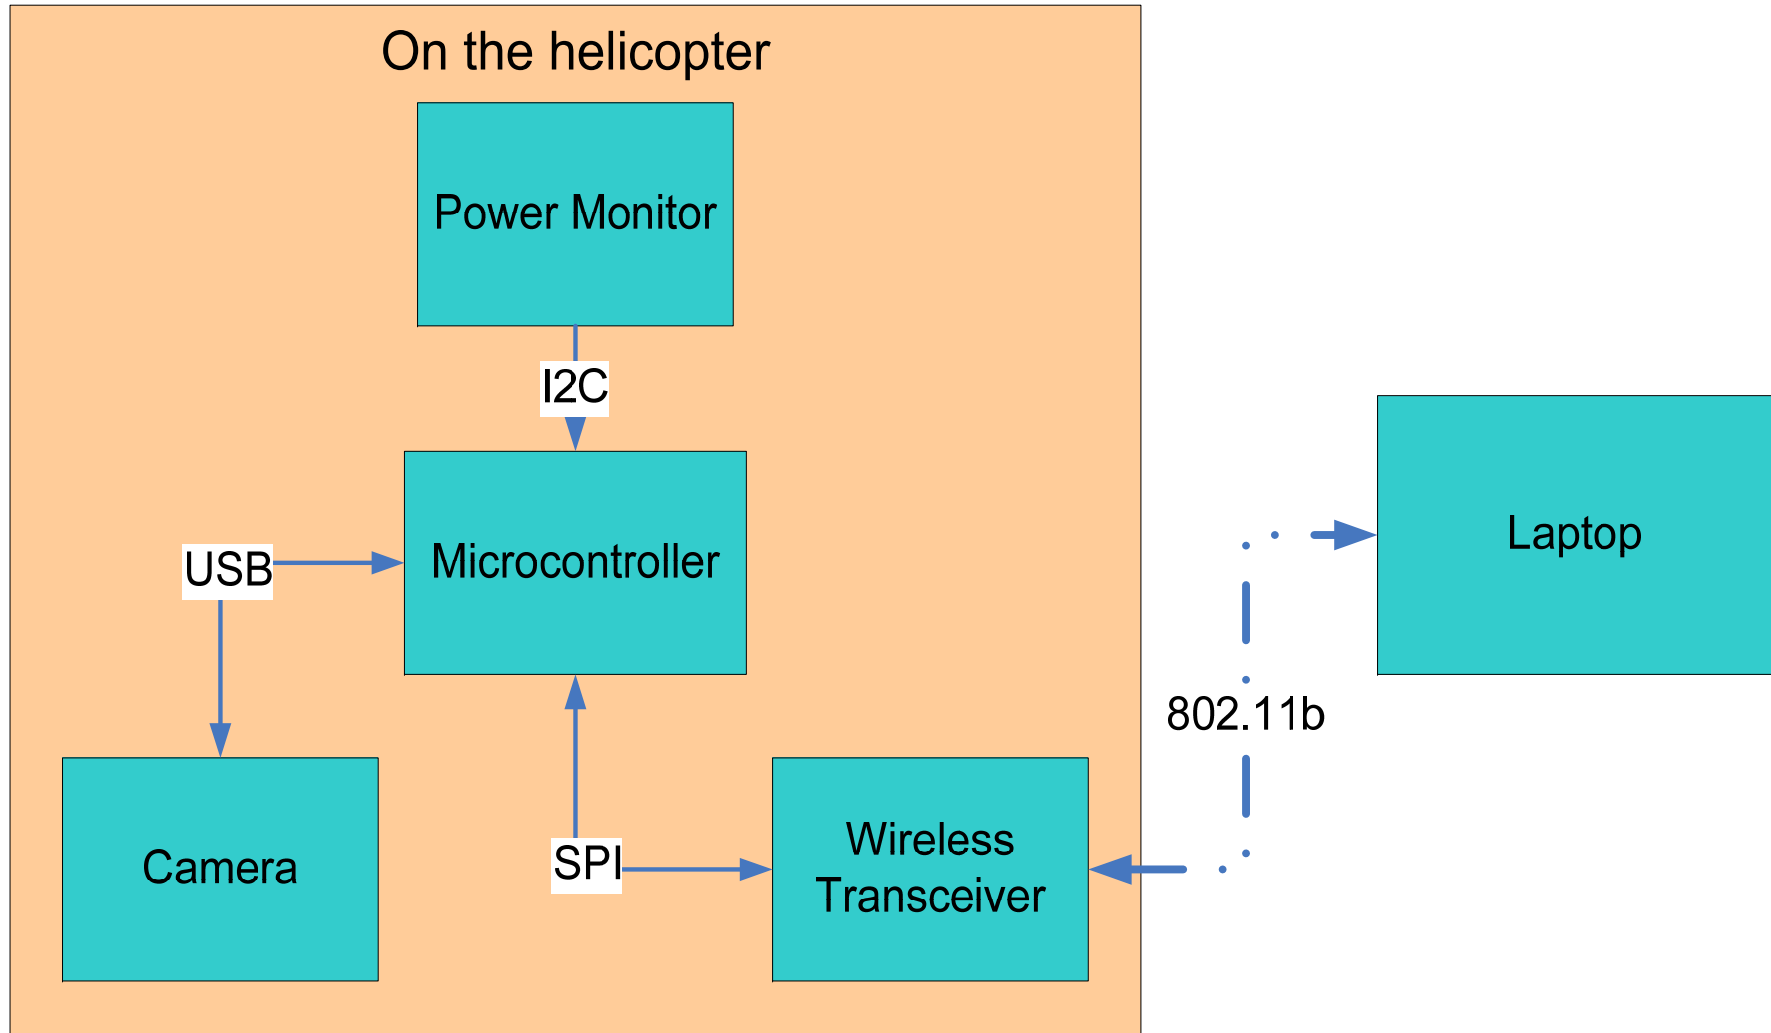 On the helicopter
Power Monitor
I2C
Microcontroller
USB
Laptop
802.11b
Camera
SPI
Wireless
Transceiver